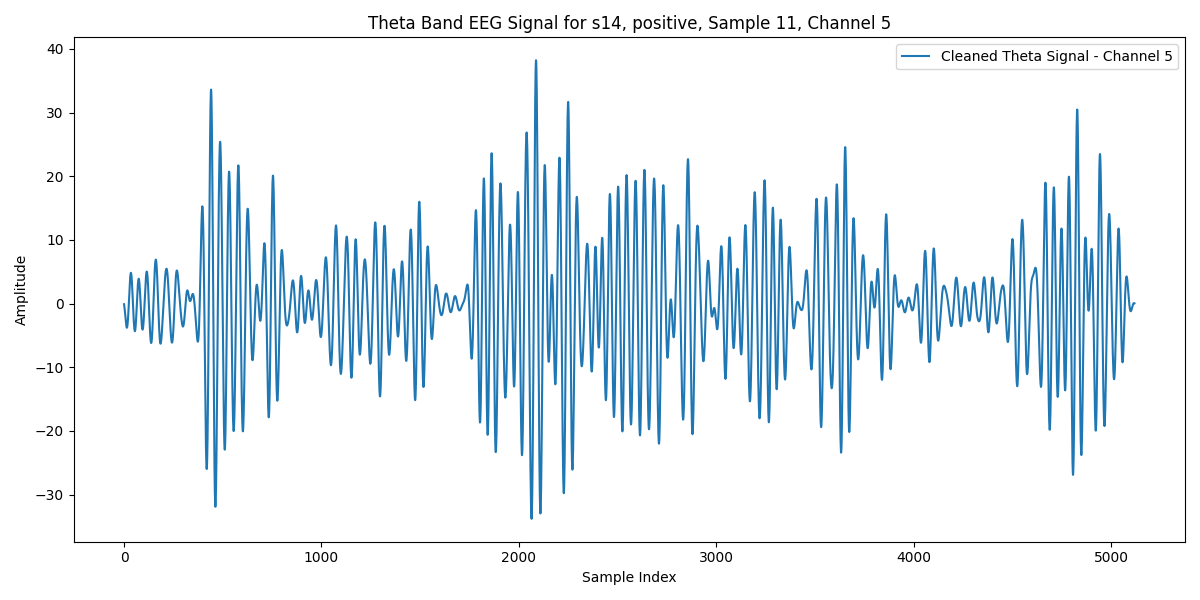 Theta Band EEG Signal for s14, positive, Sample 11, Channel 5
Cleaned Theta Signal - Channel 5
Amplitude
40
30
20
10
0
−10
−20
−30
0 1000 2000 3000 4000 5000
Sample Index